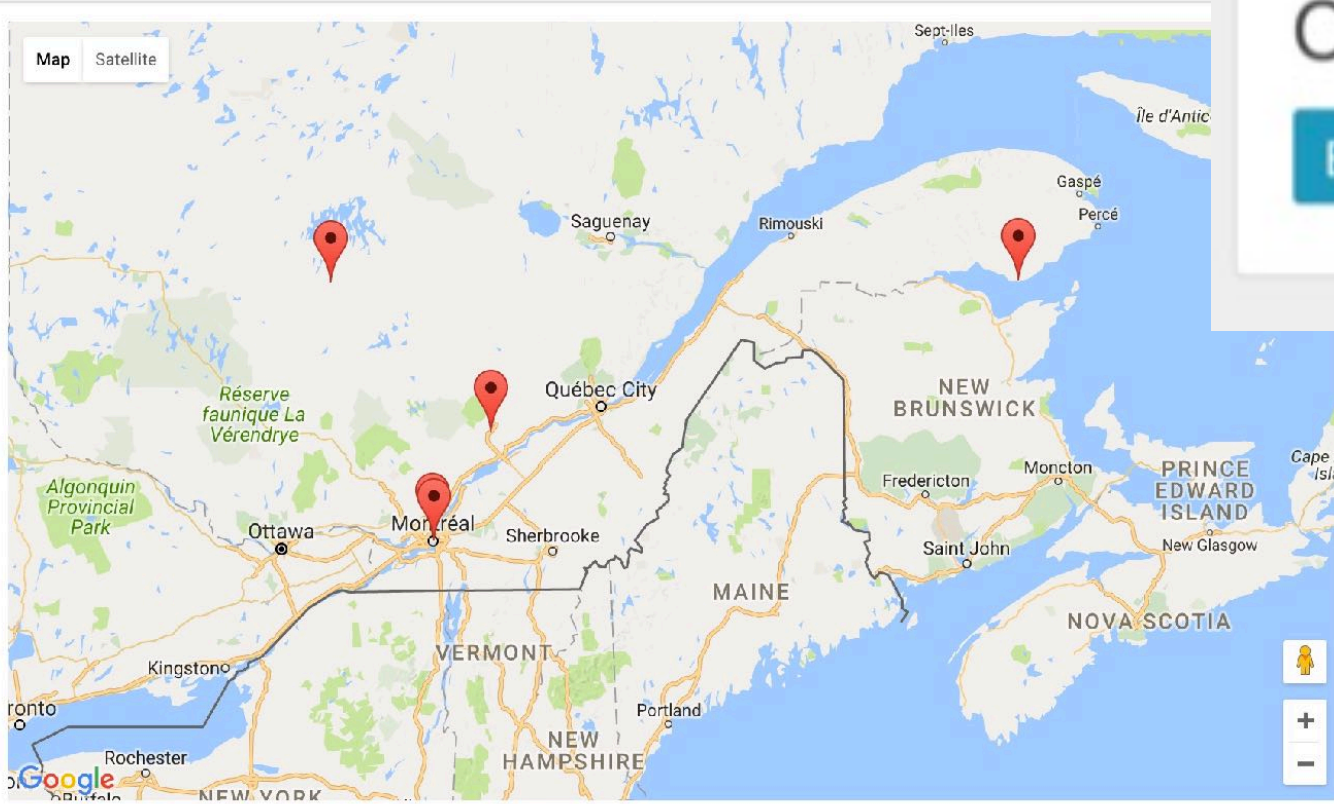 Map Satellite
Sept-Iles
Île d'Antic
Gaspé
Percé
Saguenay
Rimouski
Réserve
faunique La
Vérendrye
Québec City
NEW
BRUNSWICK
Algonquin
Provincial
Park
Ottawa
Montréal
Sherbrooke
Fredericton
Moncton
PRINCE
EDWARD
ISLAND
Cape
Isl
New Glasgow
Saint John
MAINE
NOVA SCOTIA
VERMONT
Kingston
ronto
Portland
NEW
HAMPSHIRE
Rochester
Google
Buffalo
NEW YORK
+
−